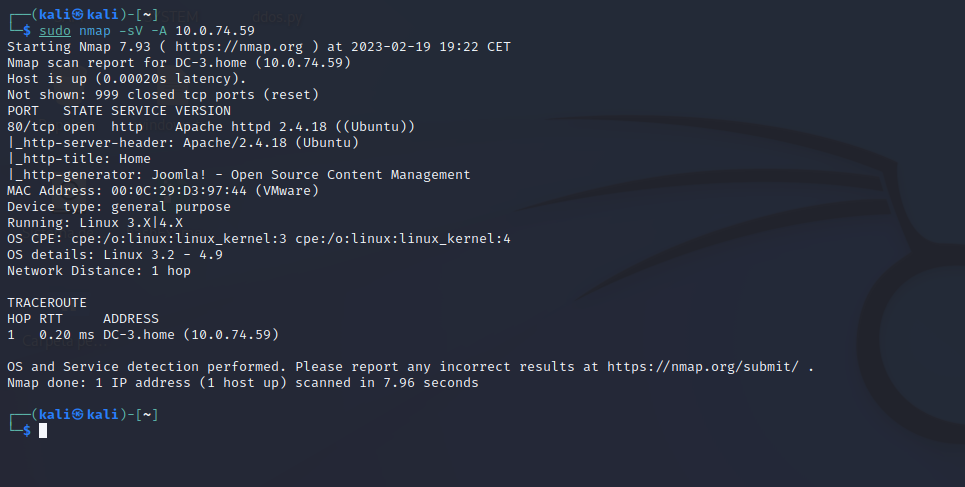 ┌──(kali㉿kali)-[~]
└─$ sudo nmap -sV -A 10.0.74.59
Starting Nmap 7.93 ( https://nmap.org ) at 2023-02-19 19:22 CET
Nmap scan report for DC-3.home (10.0.74.59)
Host is up (0.00020s latency).
Not shown: 999 closed tcp ports (reset)
PORT   STATE SERVICE VERSION
80/tcp open  http    Apache httpd 2.4.18 ((Ubuntu))
|_http-server-header: Apache/2.4.18 (Ubuntu)
|_http-title: Home
|_http-generator: Joomla! - Open Source Content Management
MAC Address: 00:0C:29:D3:97:44 (VMware)
Device type: general purpose
Running: Linux 3.X|4.X
OS CPE: cpe:/o:linux:linux_kernel:3 cpe:/o:linux:linux_kernel:4
OS details: Linux 3.2 - 4.9
Network Distance: 1 hop
TRACEROUTE
HOP RTT     ADDRESS
1   0.20 ms DC-3.home (10.0.74.59)
OS and Service detection performed. Please report any incorrect results at https://nmap.org/submit/ .
Nmap done: 1 IP address (1 host up) scanned in 7.96 seconds
┌──(kali㉿kali)-[~]
└─$